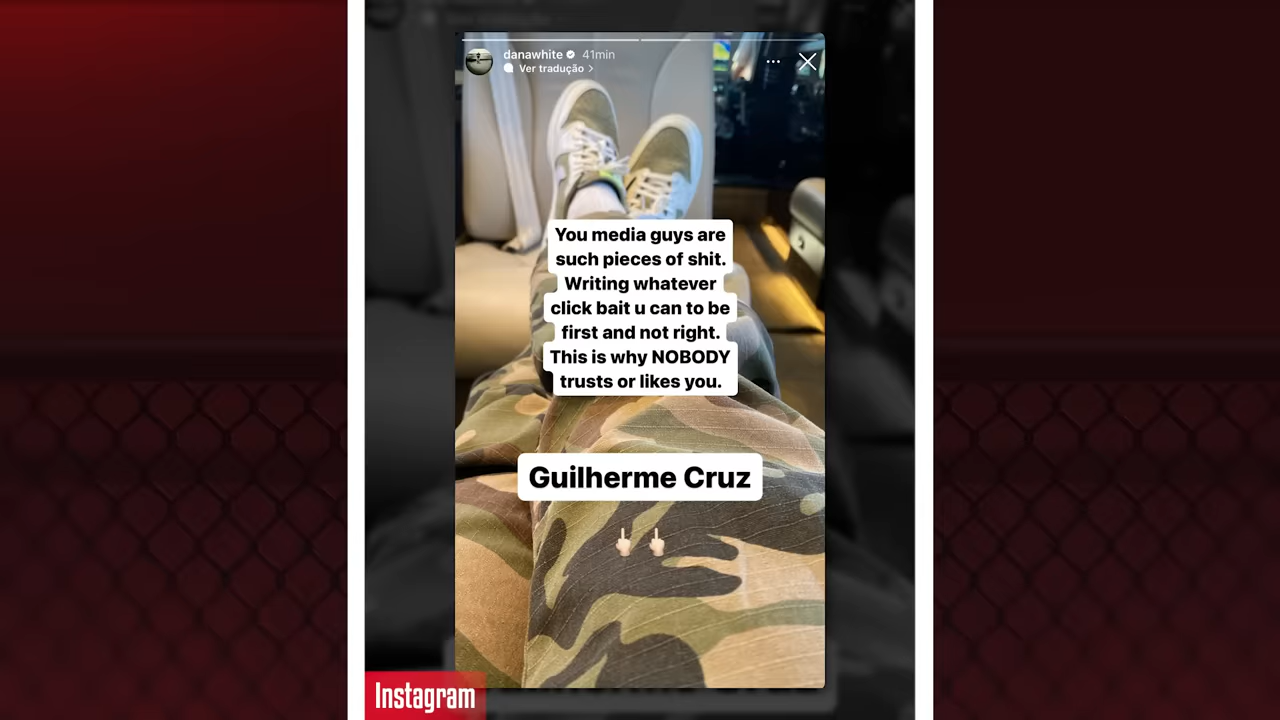 danawhite 41min
Ver tradução >
You media guys are
such pieces of shit.
Writing whatever
click bait u can to be
first and not right.
This is why NOBODY
trusts or likes you.
Guilherme Cruz
🖕🏻 🖕🏻
Instagram